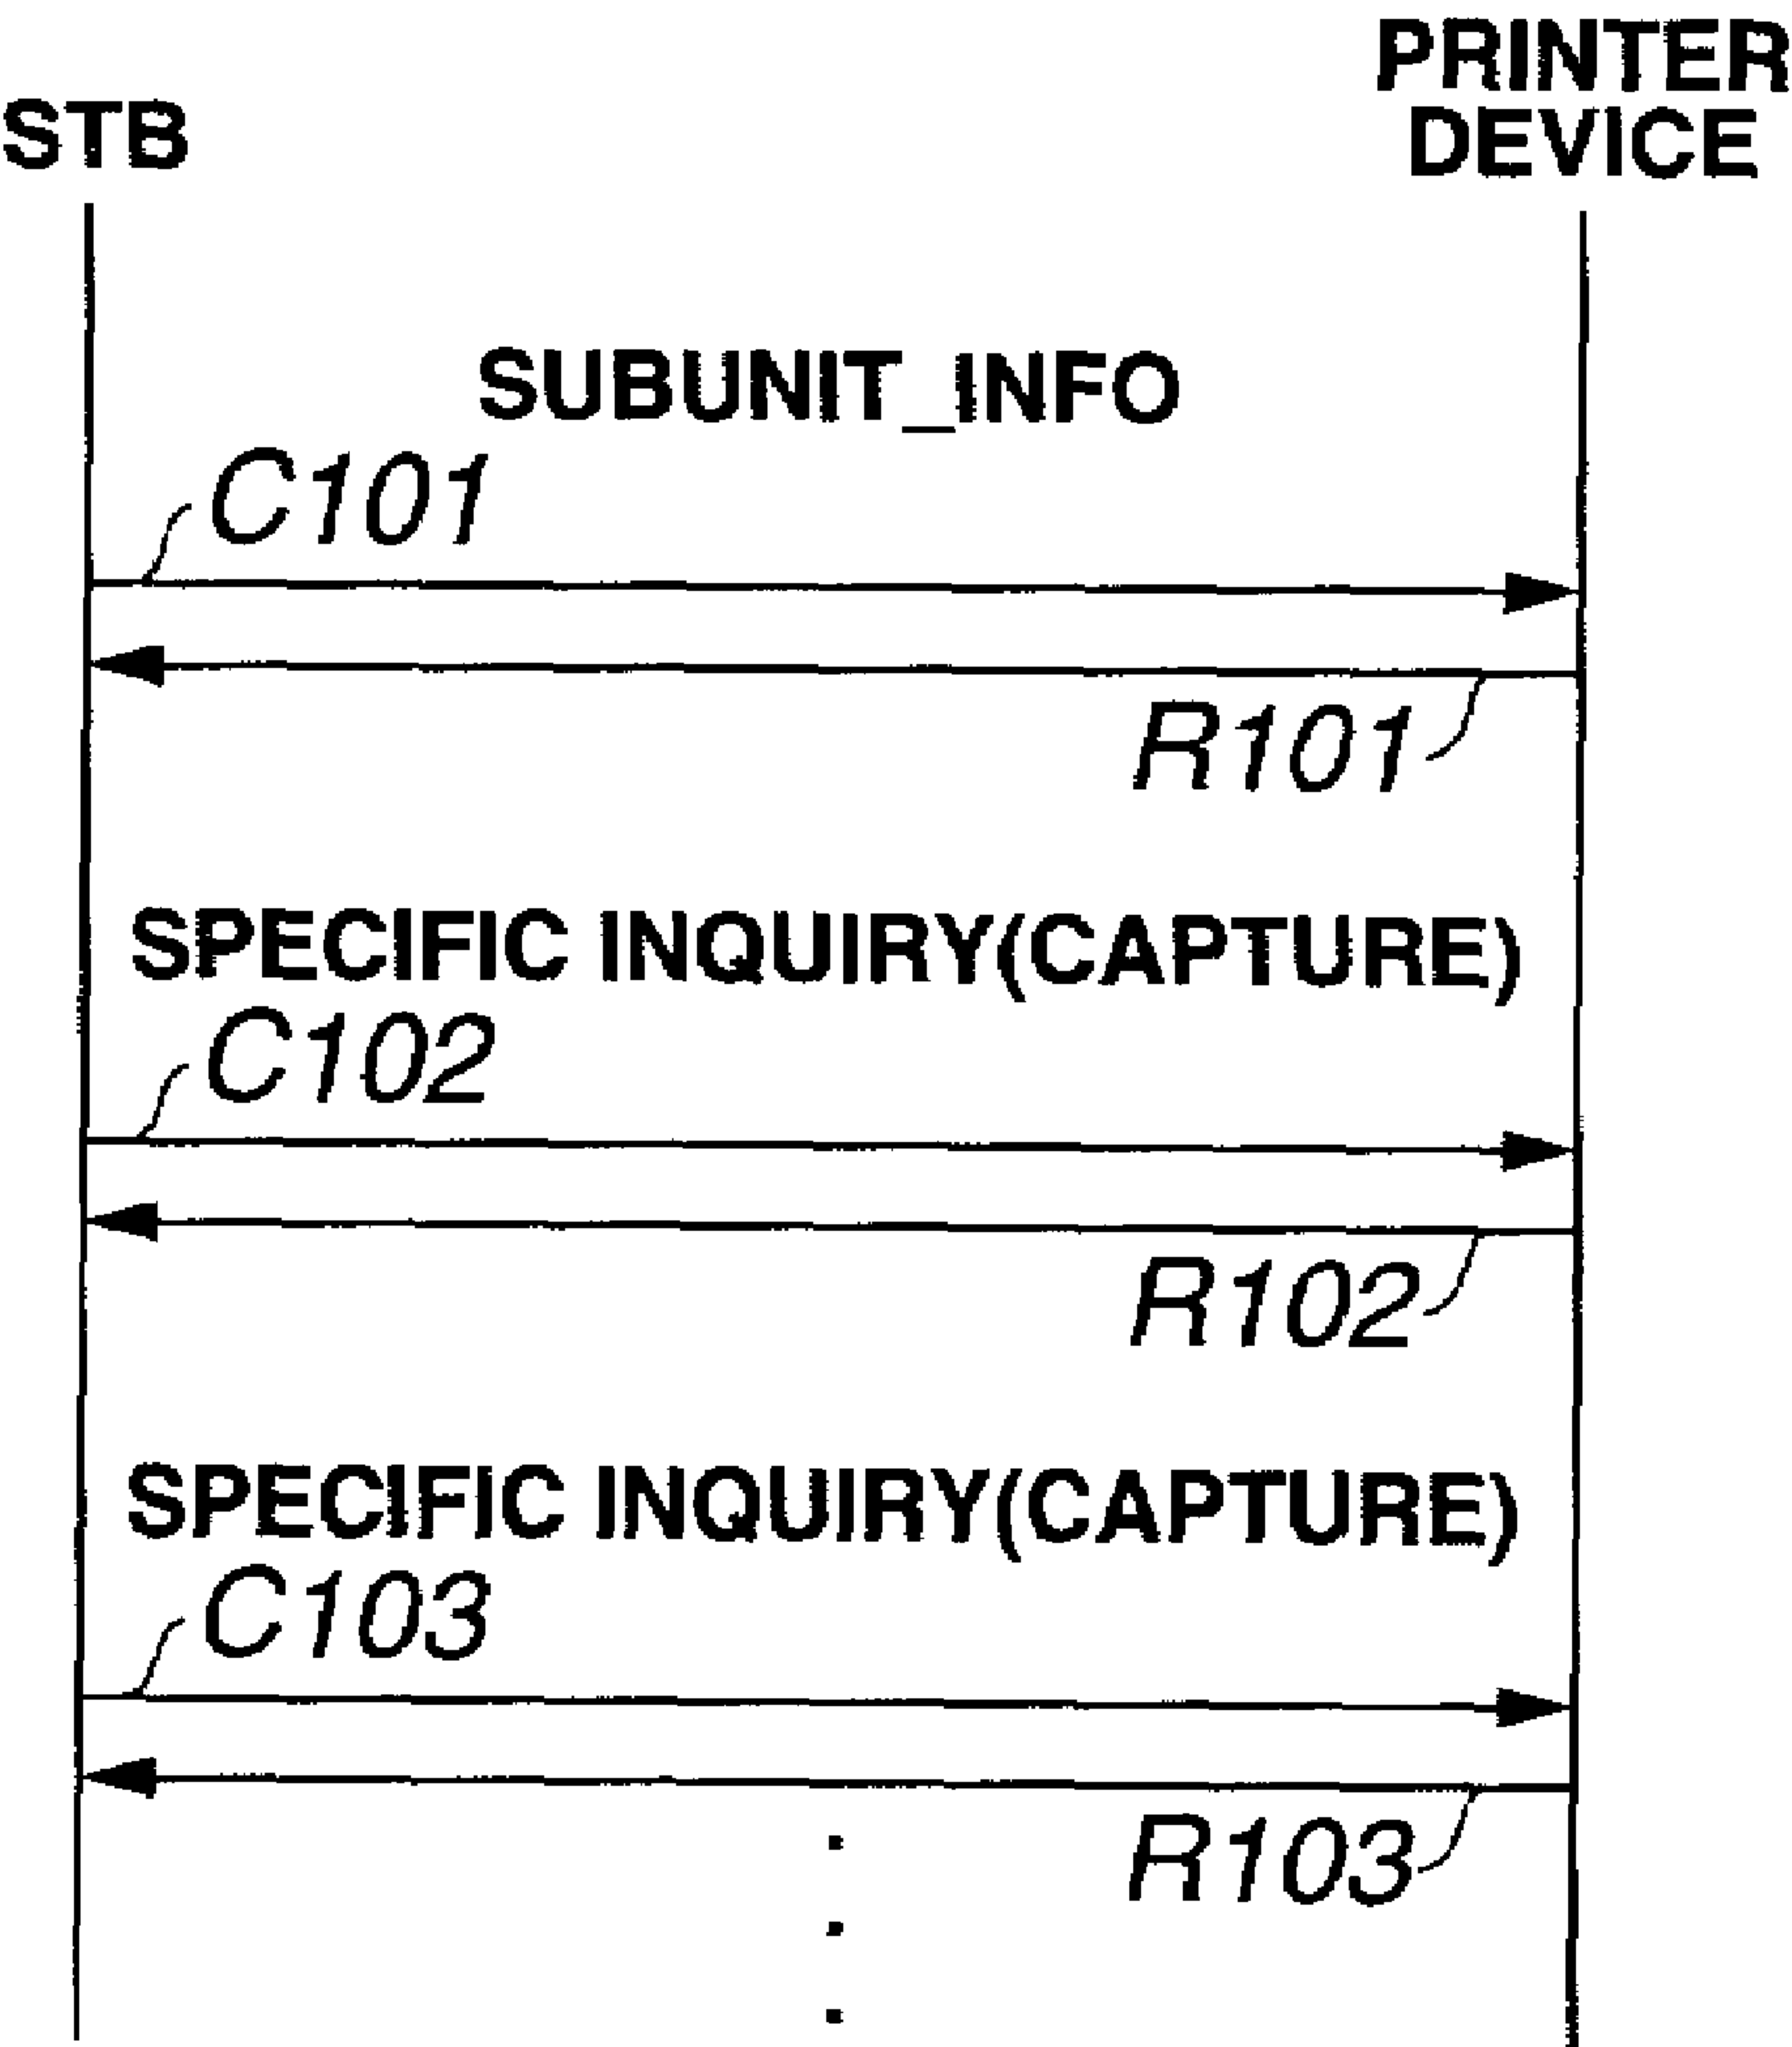 STB
PRINTER
DEVICE
SUBUNIT_INFO
C101
R101
SPECIFIC INQUIRY(CAPTURE)
C102
R102
SPECIFIC INQUIRY(CAPTURE)
C103
R103